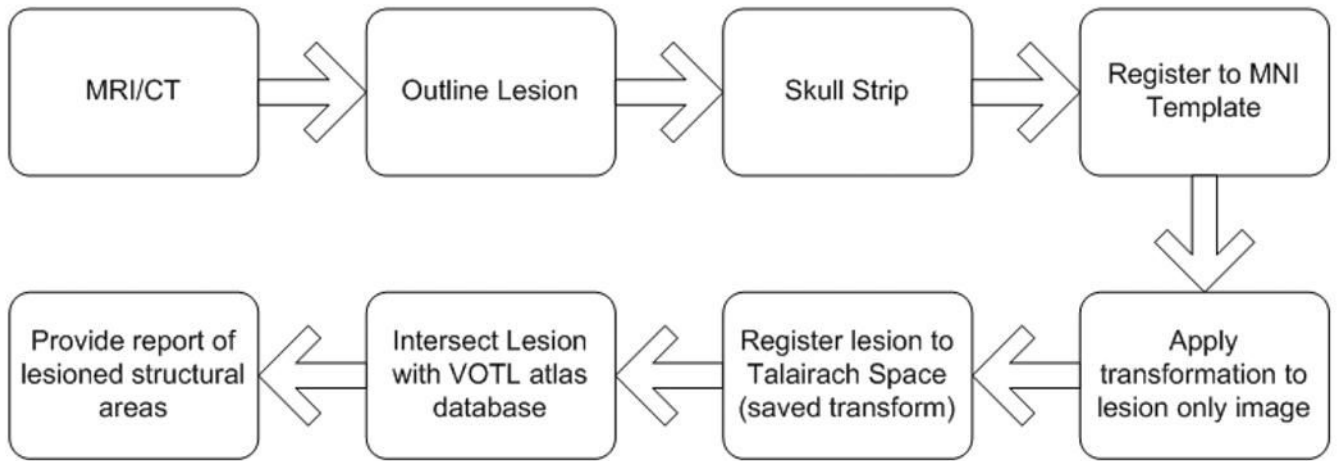 MRI/CT
Outline Lesion
Skull Strip
Register to MNI
Template
Apply
transformation to
lesion only image
Register lesion to
Talairach Space
(saved transform)
Intersect Lesion
with VOTL atlas
database
Provide report of
lesioned structural
areas